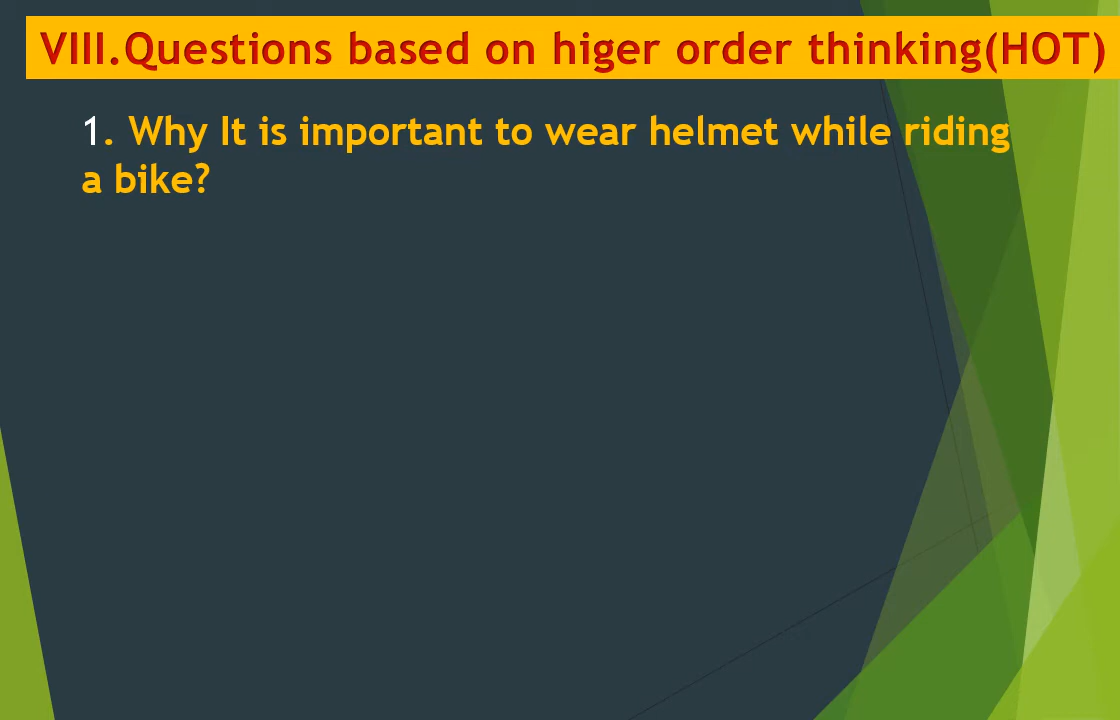 VIII.Questions based on higer order thinking(HOT)
1. Why It is important to wear helmet while riding
a bike?